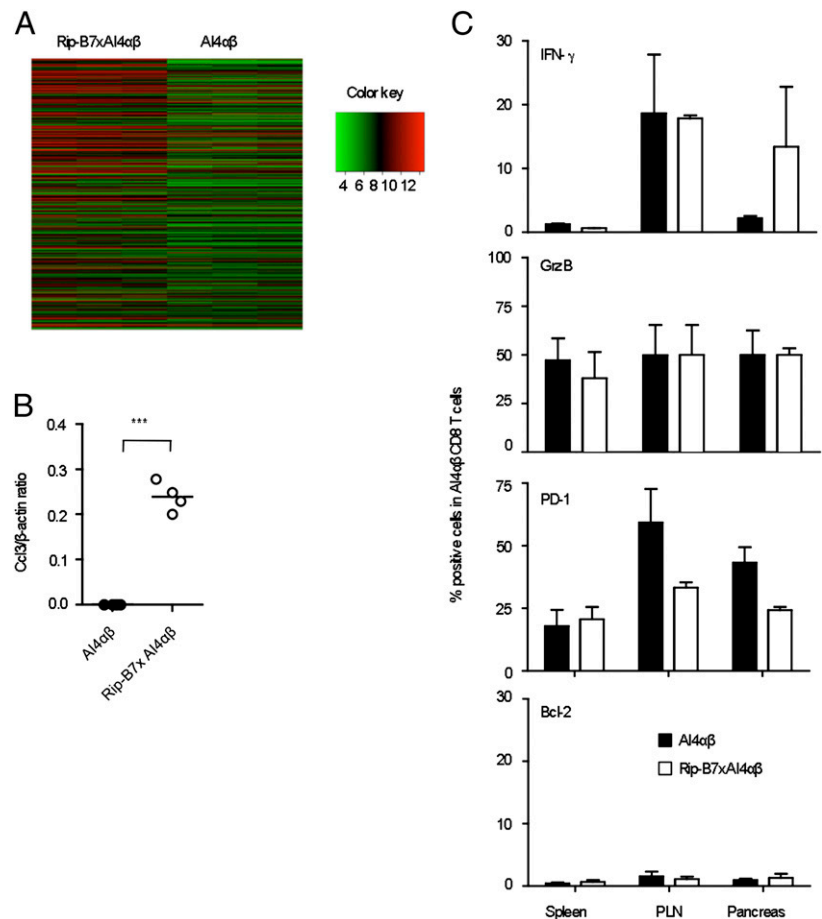 A
Rip-B7xAI4αβ AI4αβ
Color key
4 6 8 10 12
B
Ccl3/β-actin ratio
0.4
0.3
0.2
0.1
0.0
***
AI4αβ
Rip-B7x AI4αβ
C
% positive cells in AI4αβCD8 T cells
IFN-γ
30
20
10
0
GrzB
100
75
50
25
0
PD-1
75
50
25
0
Bcl-2
30
20
10
0
AI4αβ
Rip-B7xAI4αβ
Spleen PLN Pancreas